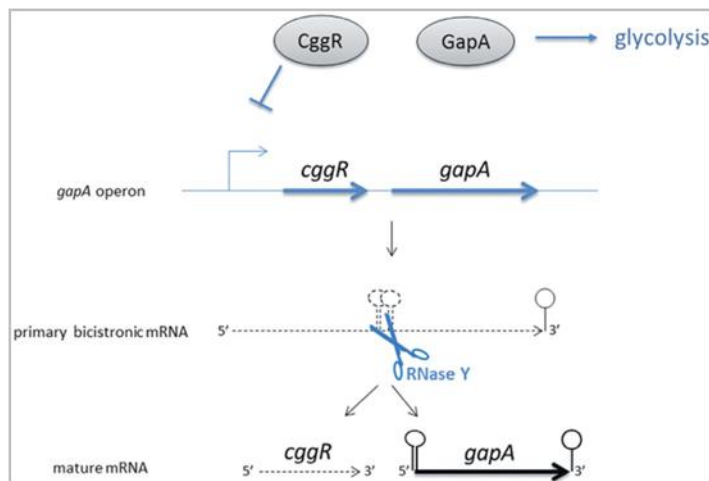 CggR GapA glycolysis
cggR gapA
gapA operon
primary bicistronic mRNA 5’ 3’
RNase Y
cggR gapA
mature mRNA 5’ 3’ 5’ 3’